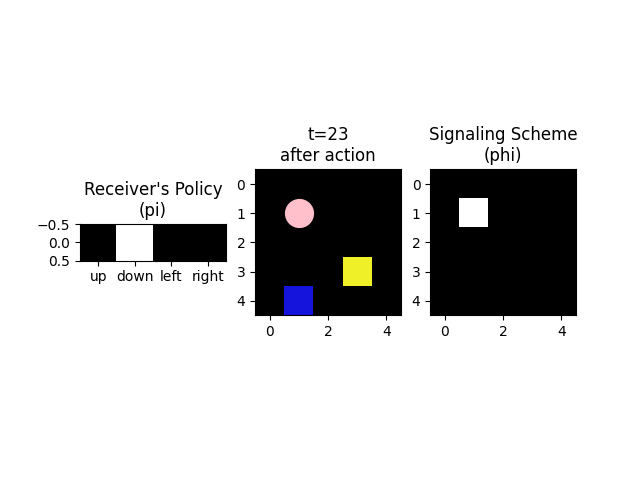 Receiver's Policy
(pi)
−0.5
0.0
0.5
up down left right
t=23
after action
0
1
2
3
4
0 2 4
Signaling Scheme
(phi)
0
1
2
3
4
0 2 4